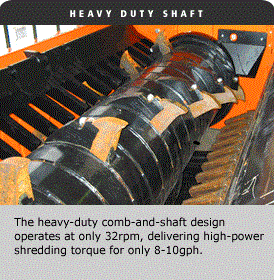 HEAVY DUTY SHAFT
The heavy-duty comb-and-shaft design
operates at only 32rpm, delivering high-power
shredding torque for only 8-10gph.